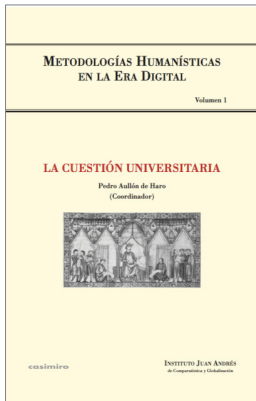 METODOLOGÍAS HUMANÍSTICAS
EN LA ERA DIGITAL
Volumen 1
LA CUESTIÓN UNIVERSITARIA
Pedro Aullón de Haro
(Coordinador)
casimiro
INSTITUTO JUAN ANDRÉS
de Comparatística y Globalización